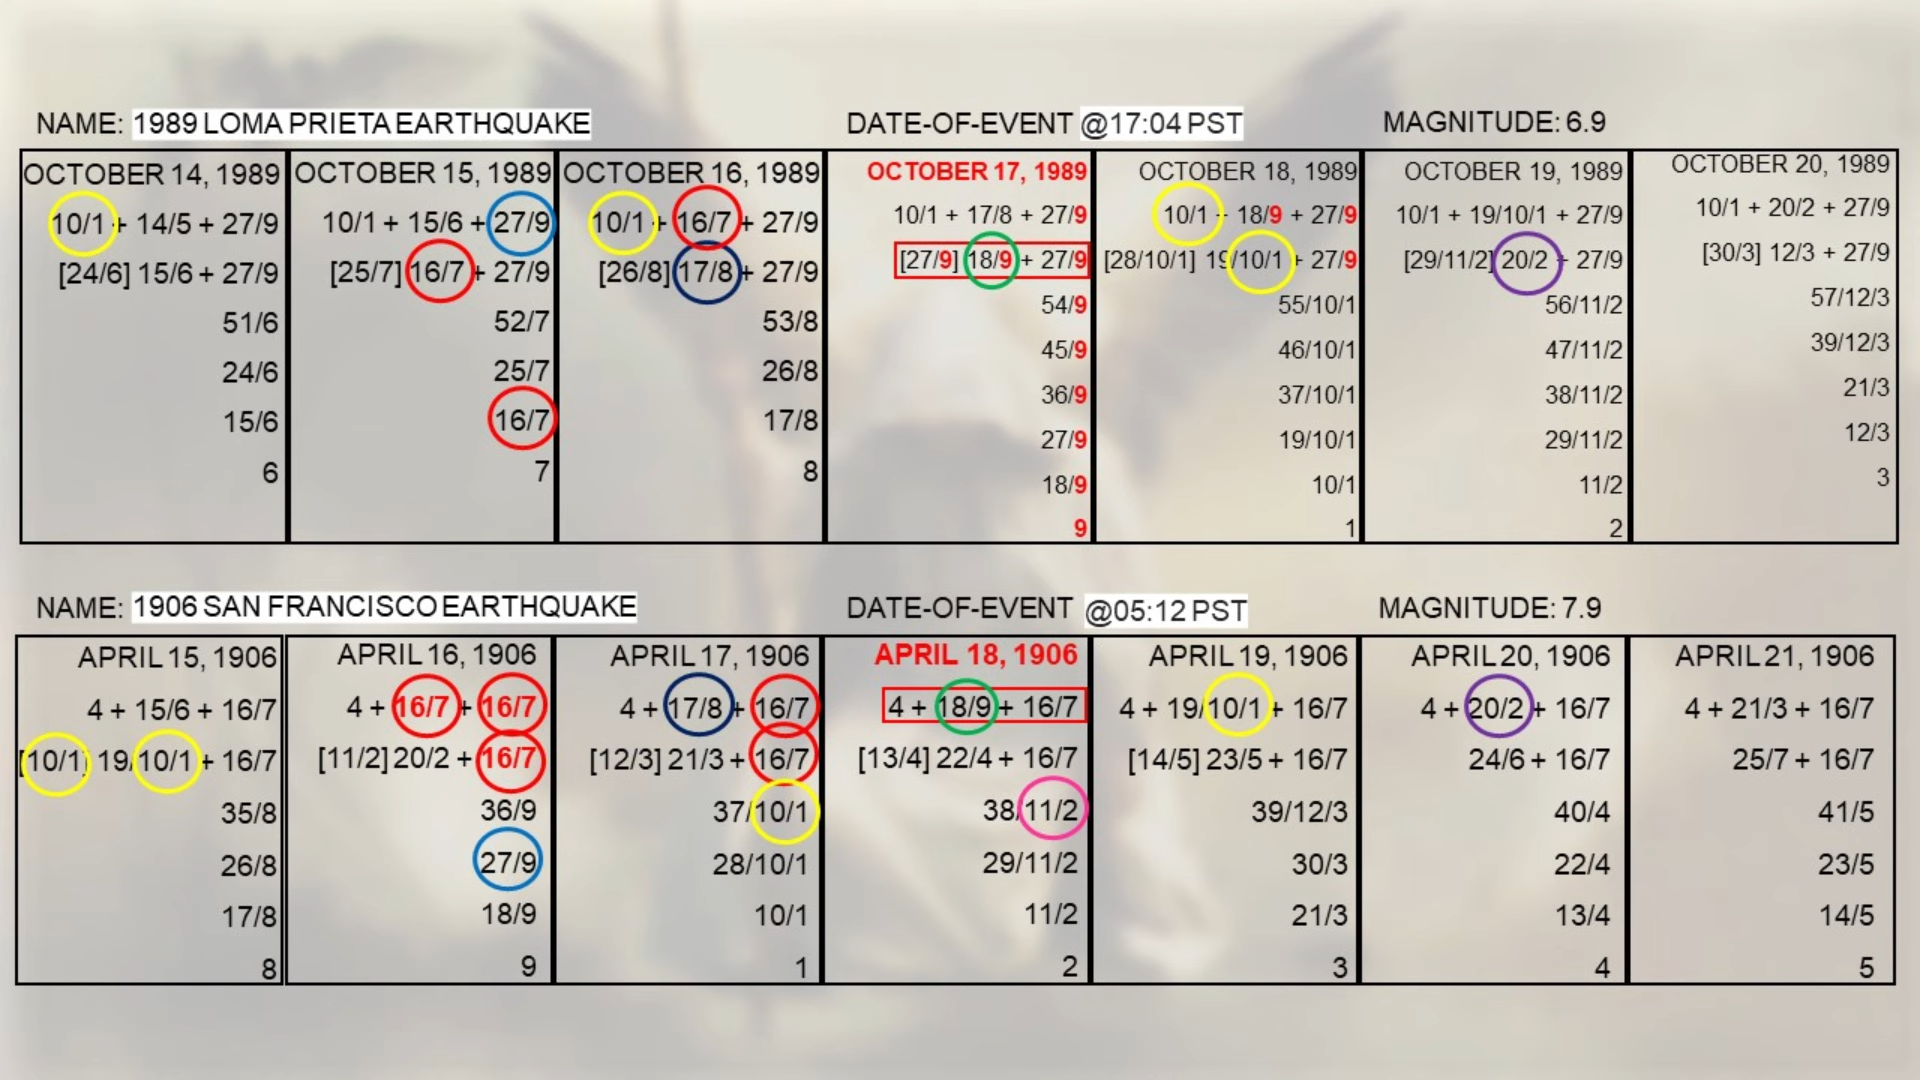 NAME: 1989 LOMA PRIETA EARTHQUAKE
DATE-OF-EVENT @17:04 PST
MAGNITUDE: 6.9
OCTOBER 14, 1989
10/1 + 14/5 + 27/9
[24/6] 15/6 + 27/9
51/6
24/6
15/6
6
OCTOBER 15, 1989
10/1 + 15/6 + 27/9
[25/7] 16/7 + 27/9
52/7
25/7
16/7
7
OCTOBER 16, 1989
10/1 + 16/7 + 27/9
[26/8] 17/8 + 27/9
53/8
26/8
17/8
8
OCTOBER 17, 1989
10/1 + 17/8 + 27/9
[27/9] 18/9 + 27/9
54/9
45/9
36/9
27/9
18/9
9
OCTOBER 18, 1989
10/1 + 18/9 + 27/9
[28/10/1] 19/10/1 + 27/9
55/10/1
46/10/1
37/10/1
19/10/1
10/1
1
OCTOBER 19, 1989
10/1 + 19/10/1 + 27/9
[29/11/2] 20/2 + 27/9
56/11/2
47/11/2
38/11/2
29/11/2
11/2
2
OCTOBER 20, 1989
10/1 + 20/2 + 27/9
[30/3] 12/3 + 27/9
57/12/3
39/12/3
21/3
12/3
3
NAME: 1906 SAN FRANCISCO EARTHQUAKE
DATE-OF-EVENT @05:12 PST
MAGNITUDE: 7.9
APRIL 15, 1906
4 + 15/6 + 16/7
[10/1] 19/10/1 + 16/7
35/8
26/8
17/8
8
APRIL 16, 1906
4 + 16/7 + 16/7
[11/2] 20/2 + 16/7
36/9
27/9
18/9
9
APRIL 17, 1906
4 + 17/8 + 16/7
[12/3] 21/3 + 16/7
37/10/1
28/10/1
10/1
1
APRIL 18, 1906
4 + 18/9 + 16/7
[13/4] 22/4 + 16/7
38/11/2
29/11/2
11/2
2
APRIL 19, 1906
4 + 19/10/1 + 16/7
[14/5] 23/5 + 16/7
39/12/3
30/3
21/3
3
APRIL 20, 1906
4 + 20/2 + 16/7
24/6 + 16/7
40/4
22/4
13/4
4
APRIL 21, 1906
4 + 21/3 + 16/7
25/7 + 16/7
41/5
23/5
14/5
5